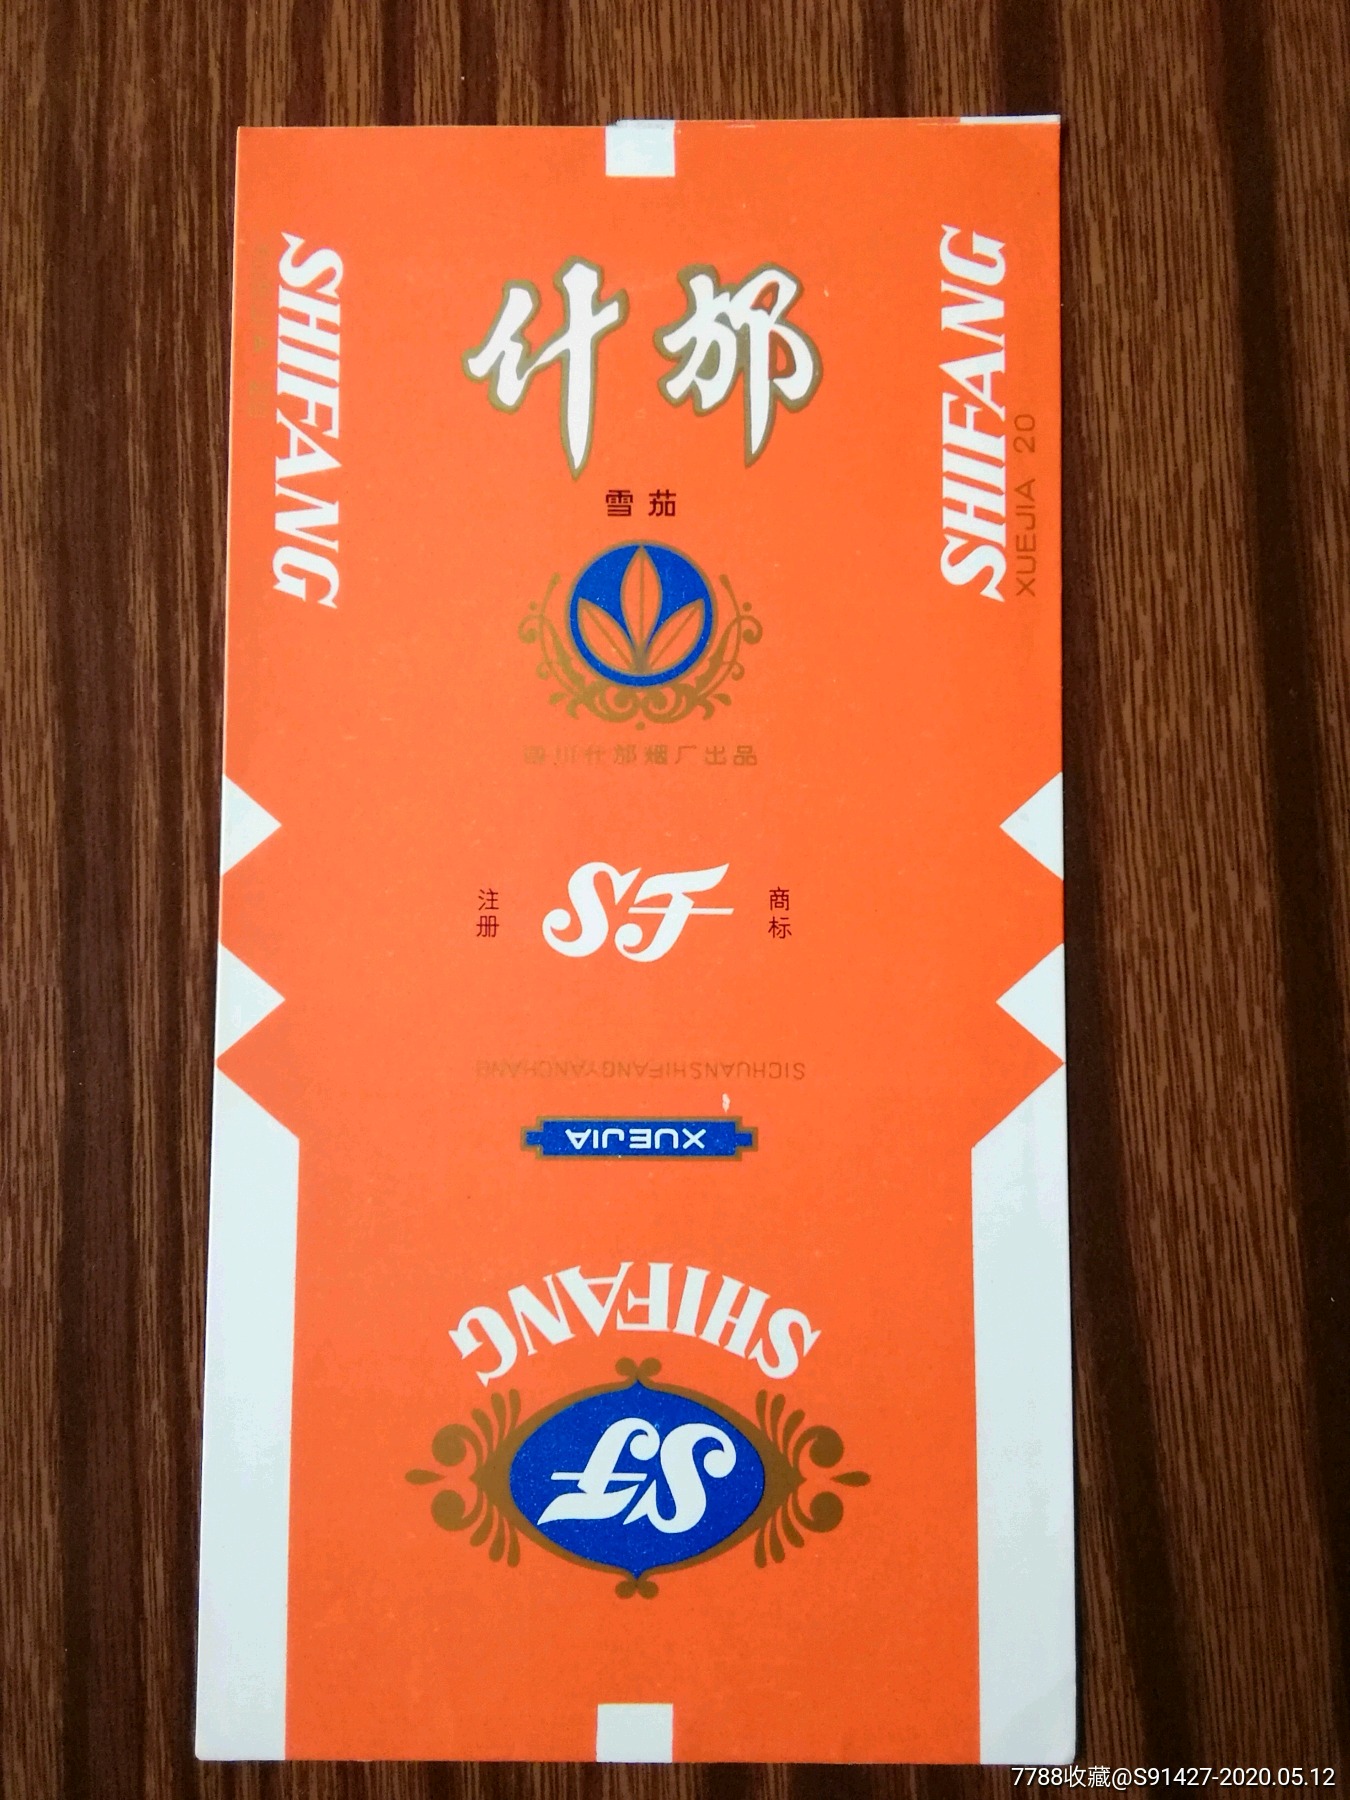 什邡
雪茄
四川什邡烟厂出品
SHIFANG
SHIFANG
XUEJIA 20
注册
SF
商标
SICHUANSHIFANGYANCHANG
XUEJIA
SHIFANG
SF
7788收藏@S91427-2020.05.12